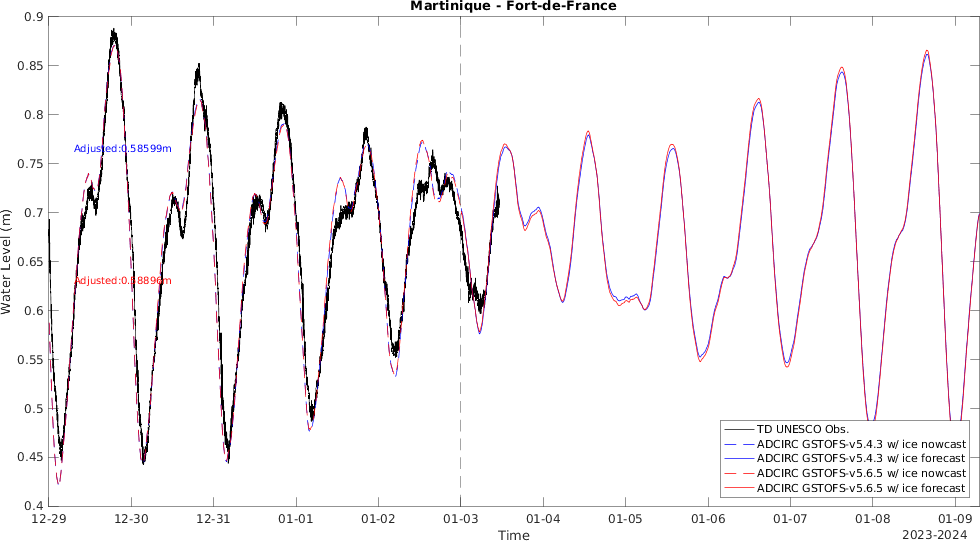 Martinique - Fort-de-France
0.9
0.85
0.8
0.75
0.7
0.65
0.6
0.55
0.5
0.45
0.4
Water Level (m)
Adjusted:0.58599m
Adjusted:0.58896m
TD UNESCO Obs.
ADCIRC GSTOFS-v5.4.3 w/ ice nowcast
ADCIRC GSTOFS-v5.4.3 w/ ice forecast
ADCIRC GSTOFS-v5.6.5 w/ ice nowcast
ADCIRC GSTOFS-v5.6.5 w/ ice forecast
12-29 12-30 12-31 01-01 01-02 01-03 01-04 01-05 01-06 01-07 01-08 01-09
Time
2023-2024